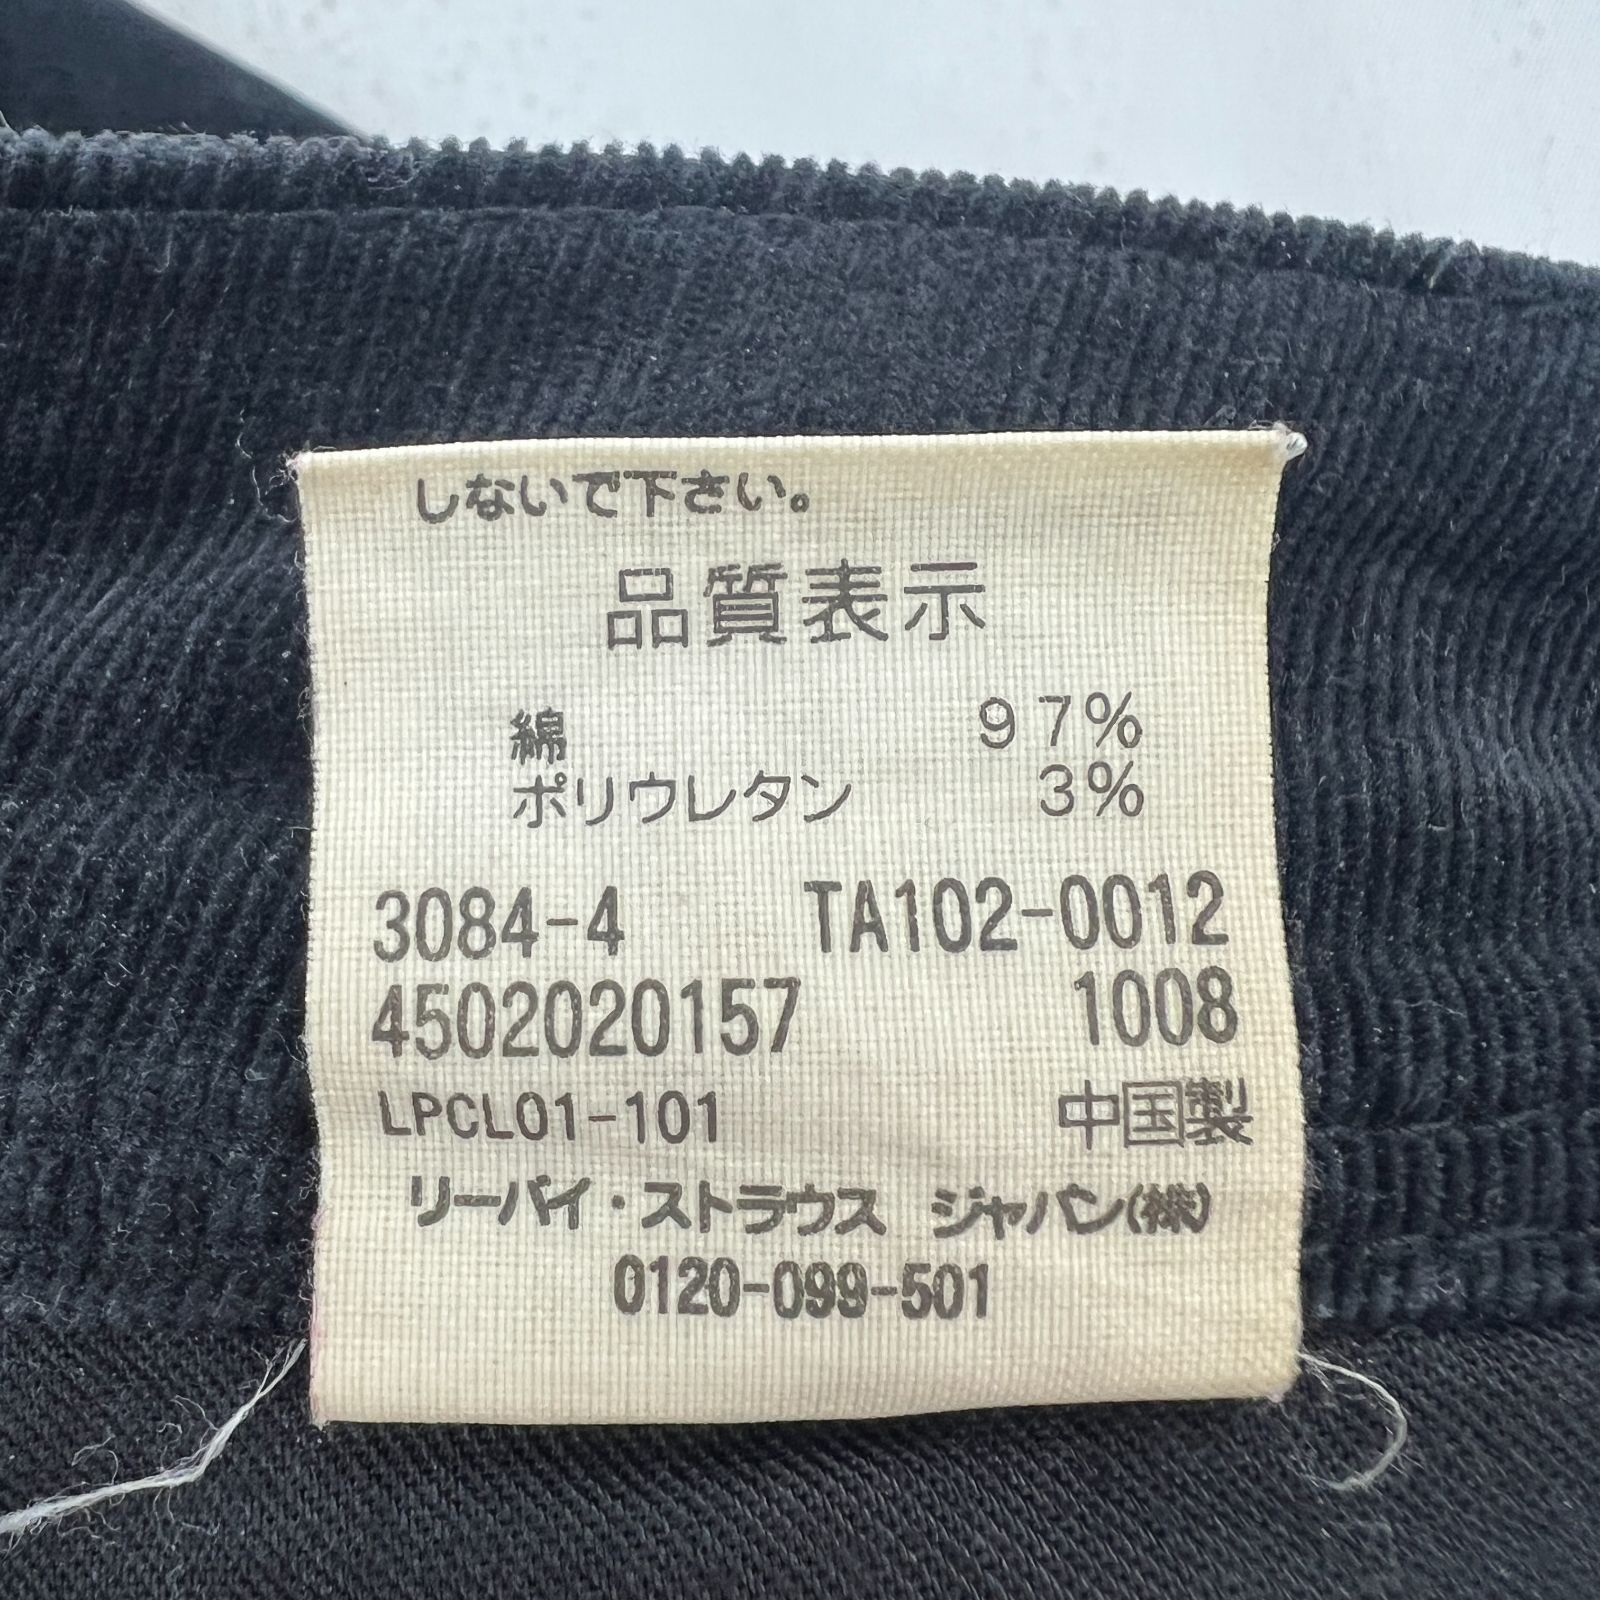 しないで下さい。
品質表示
綿 97%
ポリウレタン 3%
3084-4 TA102-0012
4502020157 1008
LPCL01-101 中国製
リーバイ・ストラウス ジャパン(株)
0120-099-501